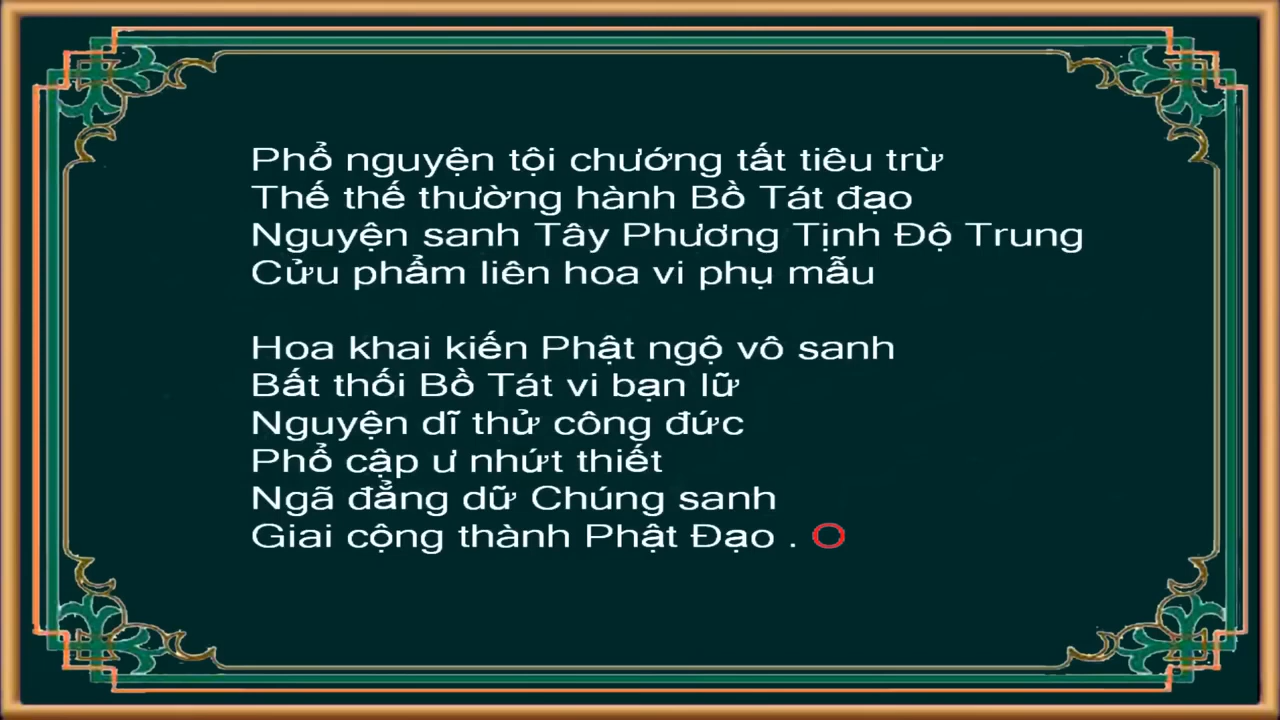 Phổ nguyện tội chướng tất tiêu trừ
Thế thế thường hành Bồ Tát đạo
Nguyện sanh Tây Phương Tịnh Độ Trung
Cửu phẩm liên hoa vi phụ mẫu
Hoa khai kiến Phật ngộ vô sanh
Bất thối Bồ Tát vi bạn lữ
Nguyện dĩ thử công đức
Phổ cập ư nhứt thiết
Ngã đẳng dữ Chúng sanh
Giai cộng thành Phật Đạo . O